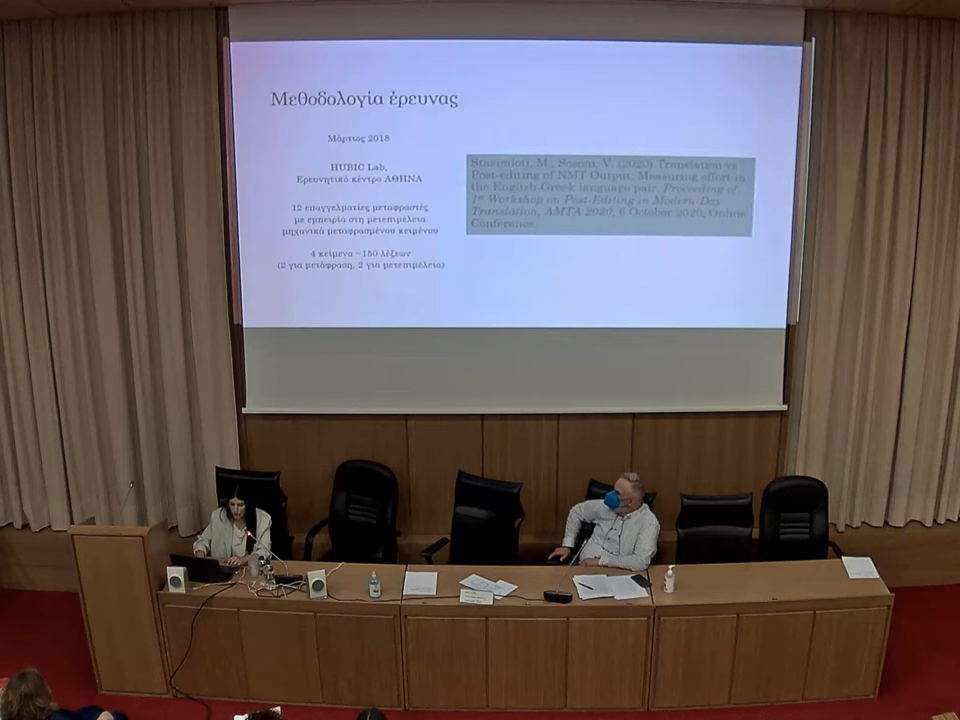 Μεθοδολογία έρευνας
Μάρτιος 2018
HUBIC Lab,
Ερευνητικό κέντρο ΑΘΗΝΑ
12 επαγγελματίες μεταφραστές
με εμπειρία στη μετεπιμέλεια
μηχανικά μεταφρασμένου κειμένου
4 κείμενα ~150 λέξεων
(2 για μετάφραση, 2 για μετεπιμέλεια)
Stasimioti, M., Sosoni, V. (2020) Translation vs
Post-editing of NMT Output: Measuring effort in
the English-Greek language pair. Proceeding of
1st Workshop on Post-Editing in Modern-Day
Translation, AMTA 2020, 6 October 2020, Online
Conference